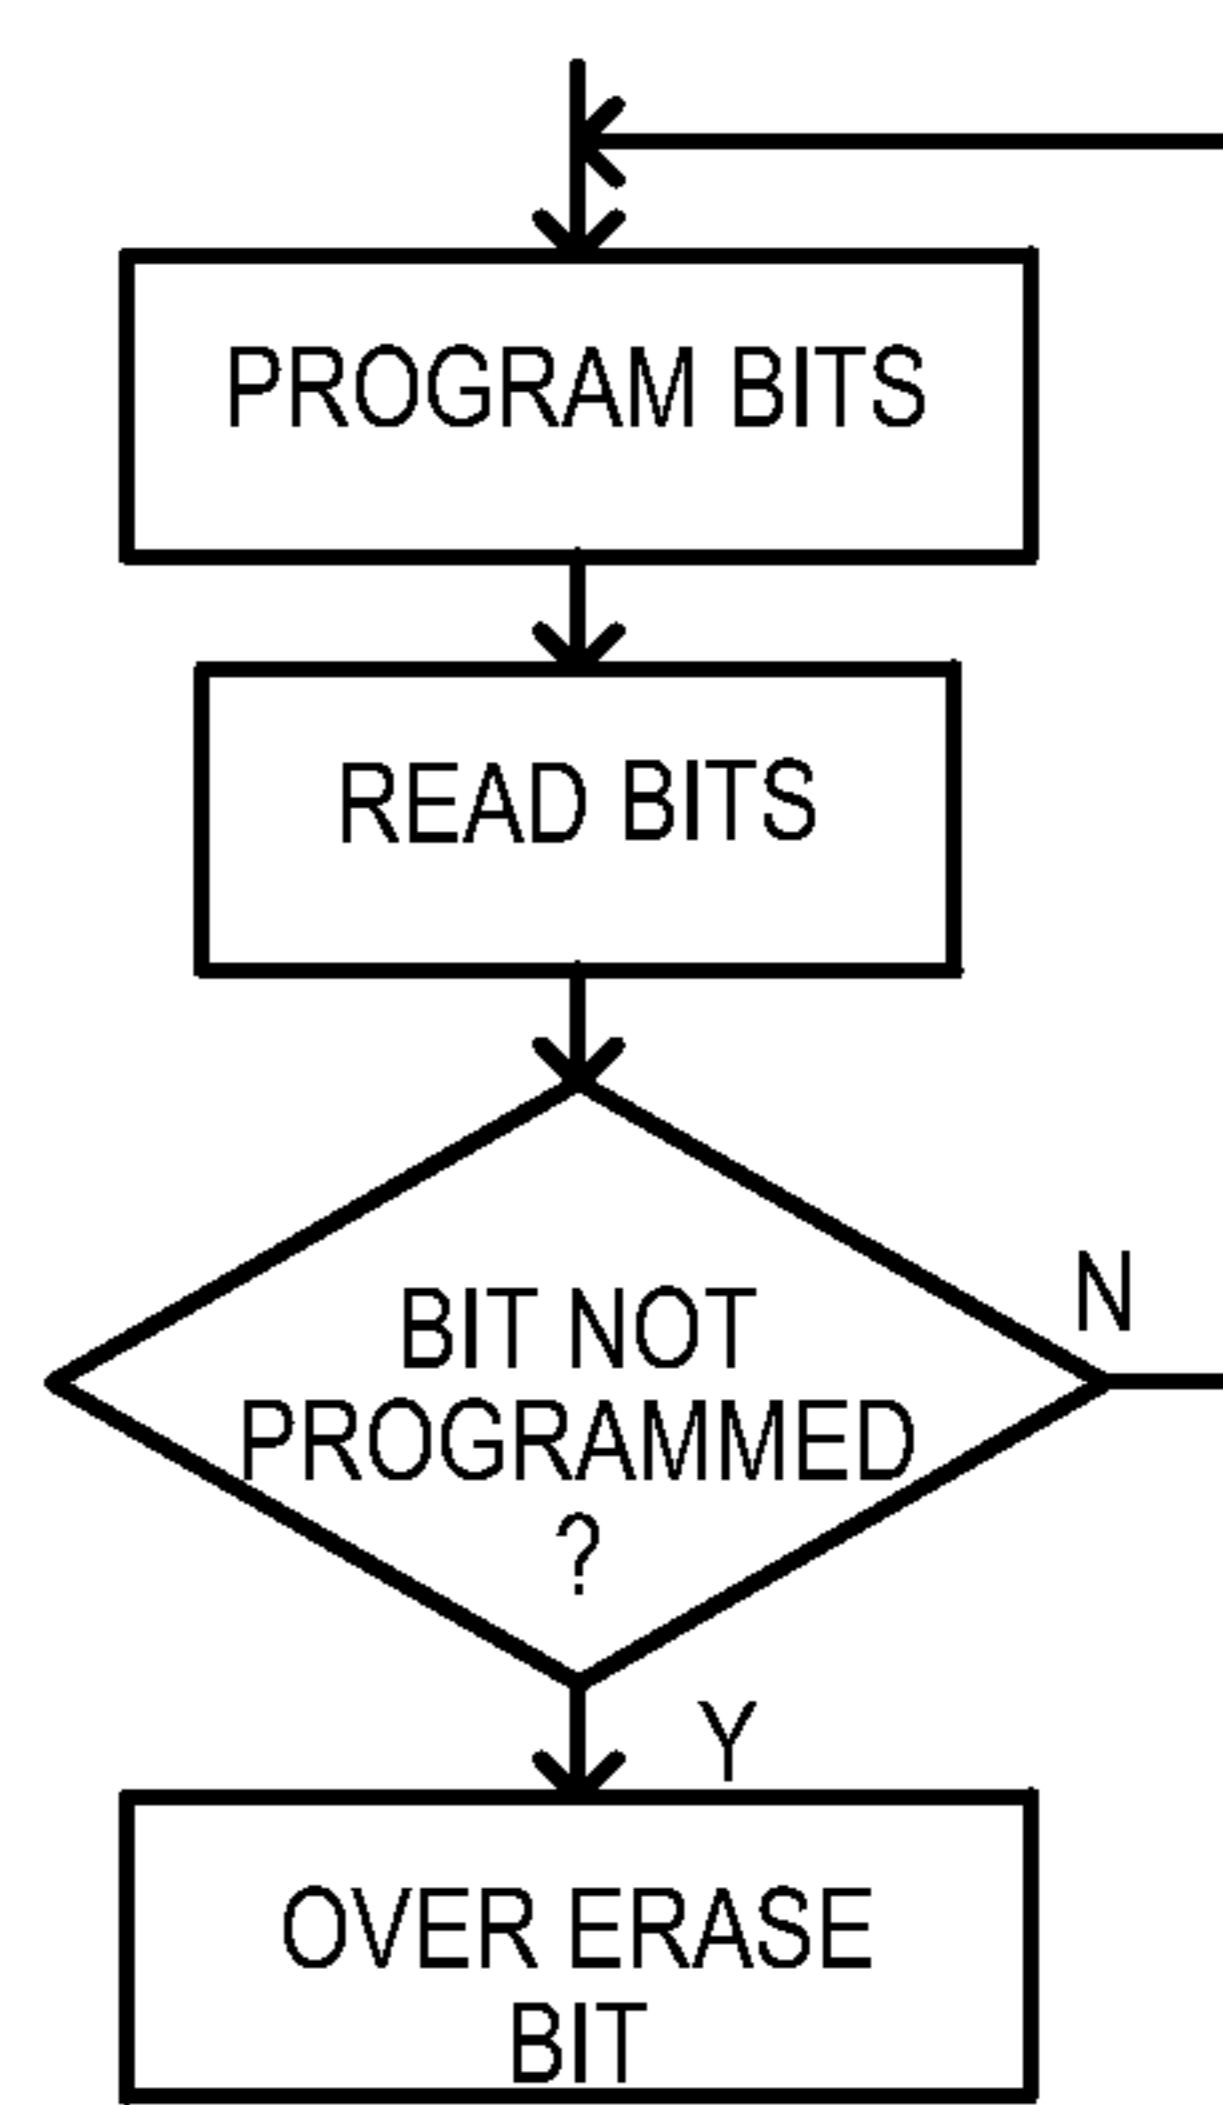 PROGRAM BITS
READ BITS
BIT NOT
PROGRAMMED
?
N
Y
OVER ERASE
BIT